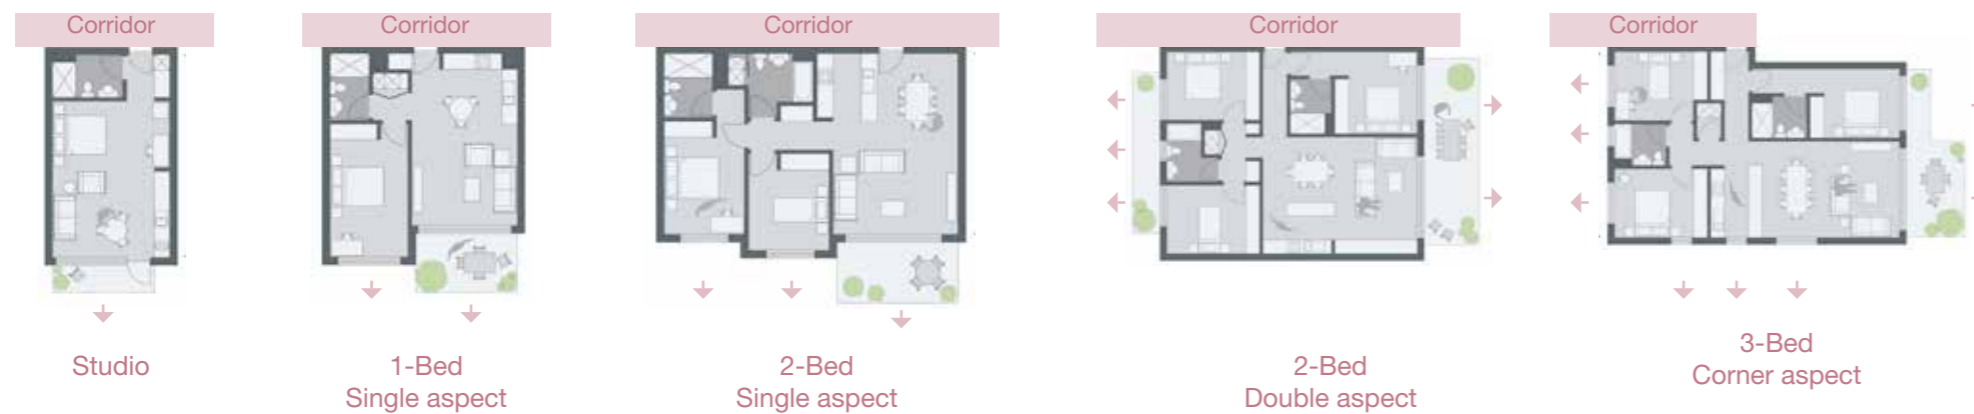 Corridor
Corridor
Corridor
Corridor
Corridor
Studio
1-Bed
Single aspect
2-Bed
Single aspect
2-Bed
Double aspect
3-Bed
Corner aspect